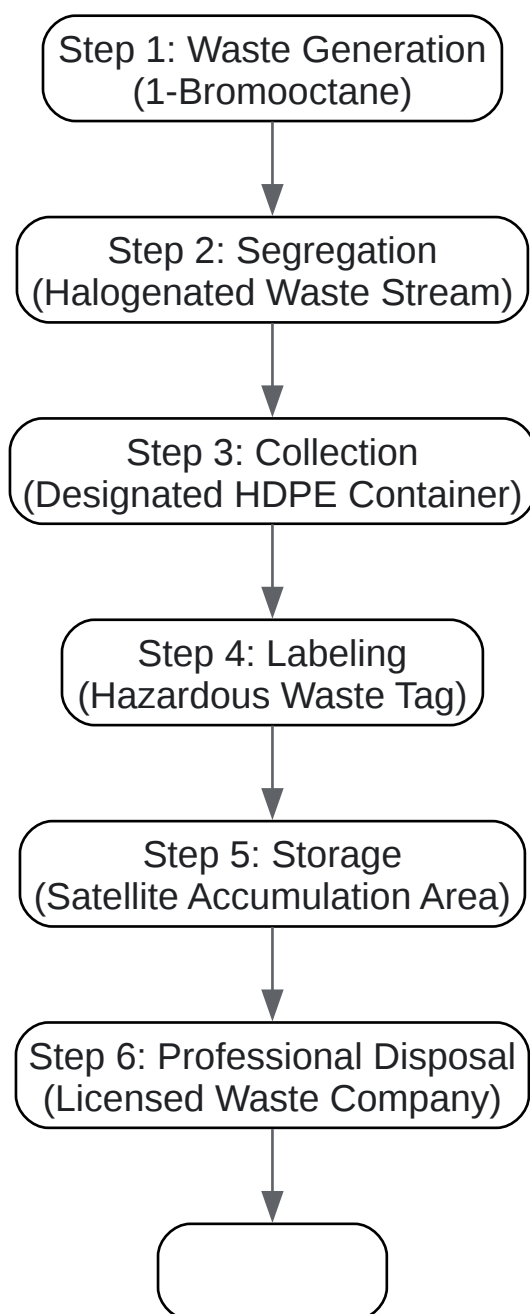 Step 1: Waste Generation
(1-Bromooctane)
Step 2: Segregation
(Halogenated Waste Stream)
Step 3: Collection
(Designated HDPE Container)
Step 4: Labeling
(Hazardous Waste Tag)
Step 5: Storage
(Satellite Accumulation Area)
Step 6: Professional Disposal
(Licensed Waste Company)